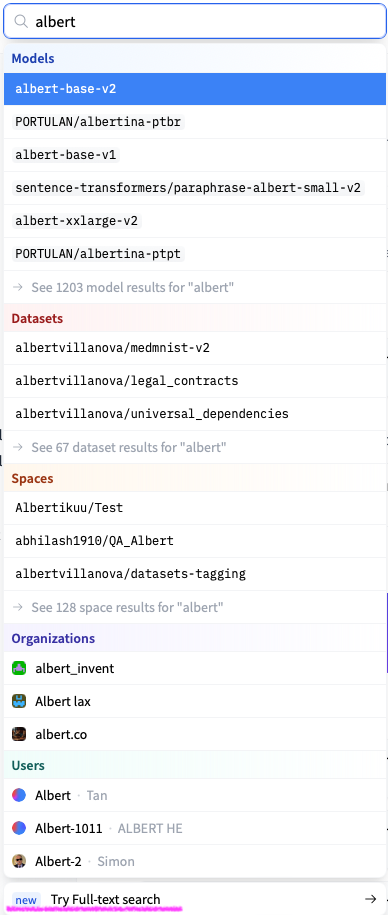 albert
Models
albert-base-v2
PORTULAN/albertina-ptbr
albert-base-v1
sentence-transformers/paraphrase-albert-small-v2
albert-xxlarge-v2
PORTULAN/albertina-ptpt
→ See 1203 model results for "albert"
Datasets
albertvillanova/medmnist-v2
albertvillanova/legal_contracts
albertvillanova/universal_dependencies
→ See 67 dataset results for "albert"
Spaces
Albertikuu/Test
abhilash1910/QA_Albert
albertvillanova/datasets-tagging
→ See 128 space results for "albert"
Organizations
albert_invent
Albert lax
albert.co
Users
Albert · Tan
Albert-1011 · ALBERT HE
Albert-2 · Simon
new Try Full-text search →